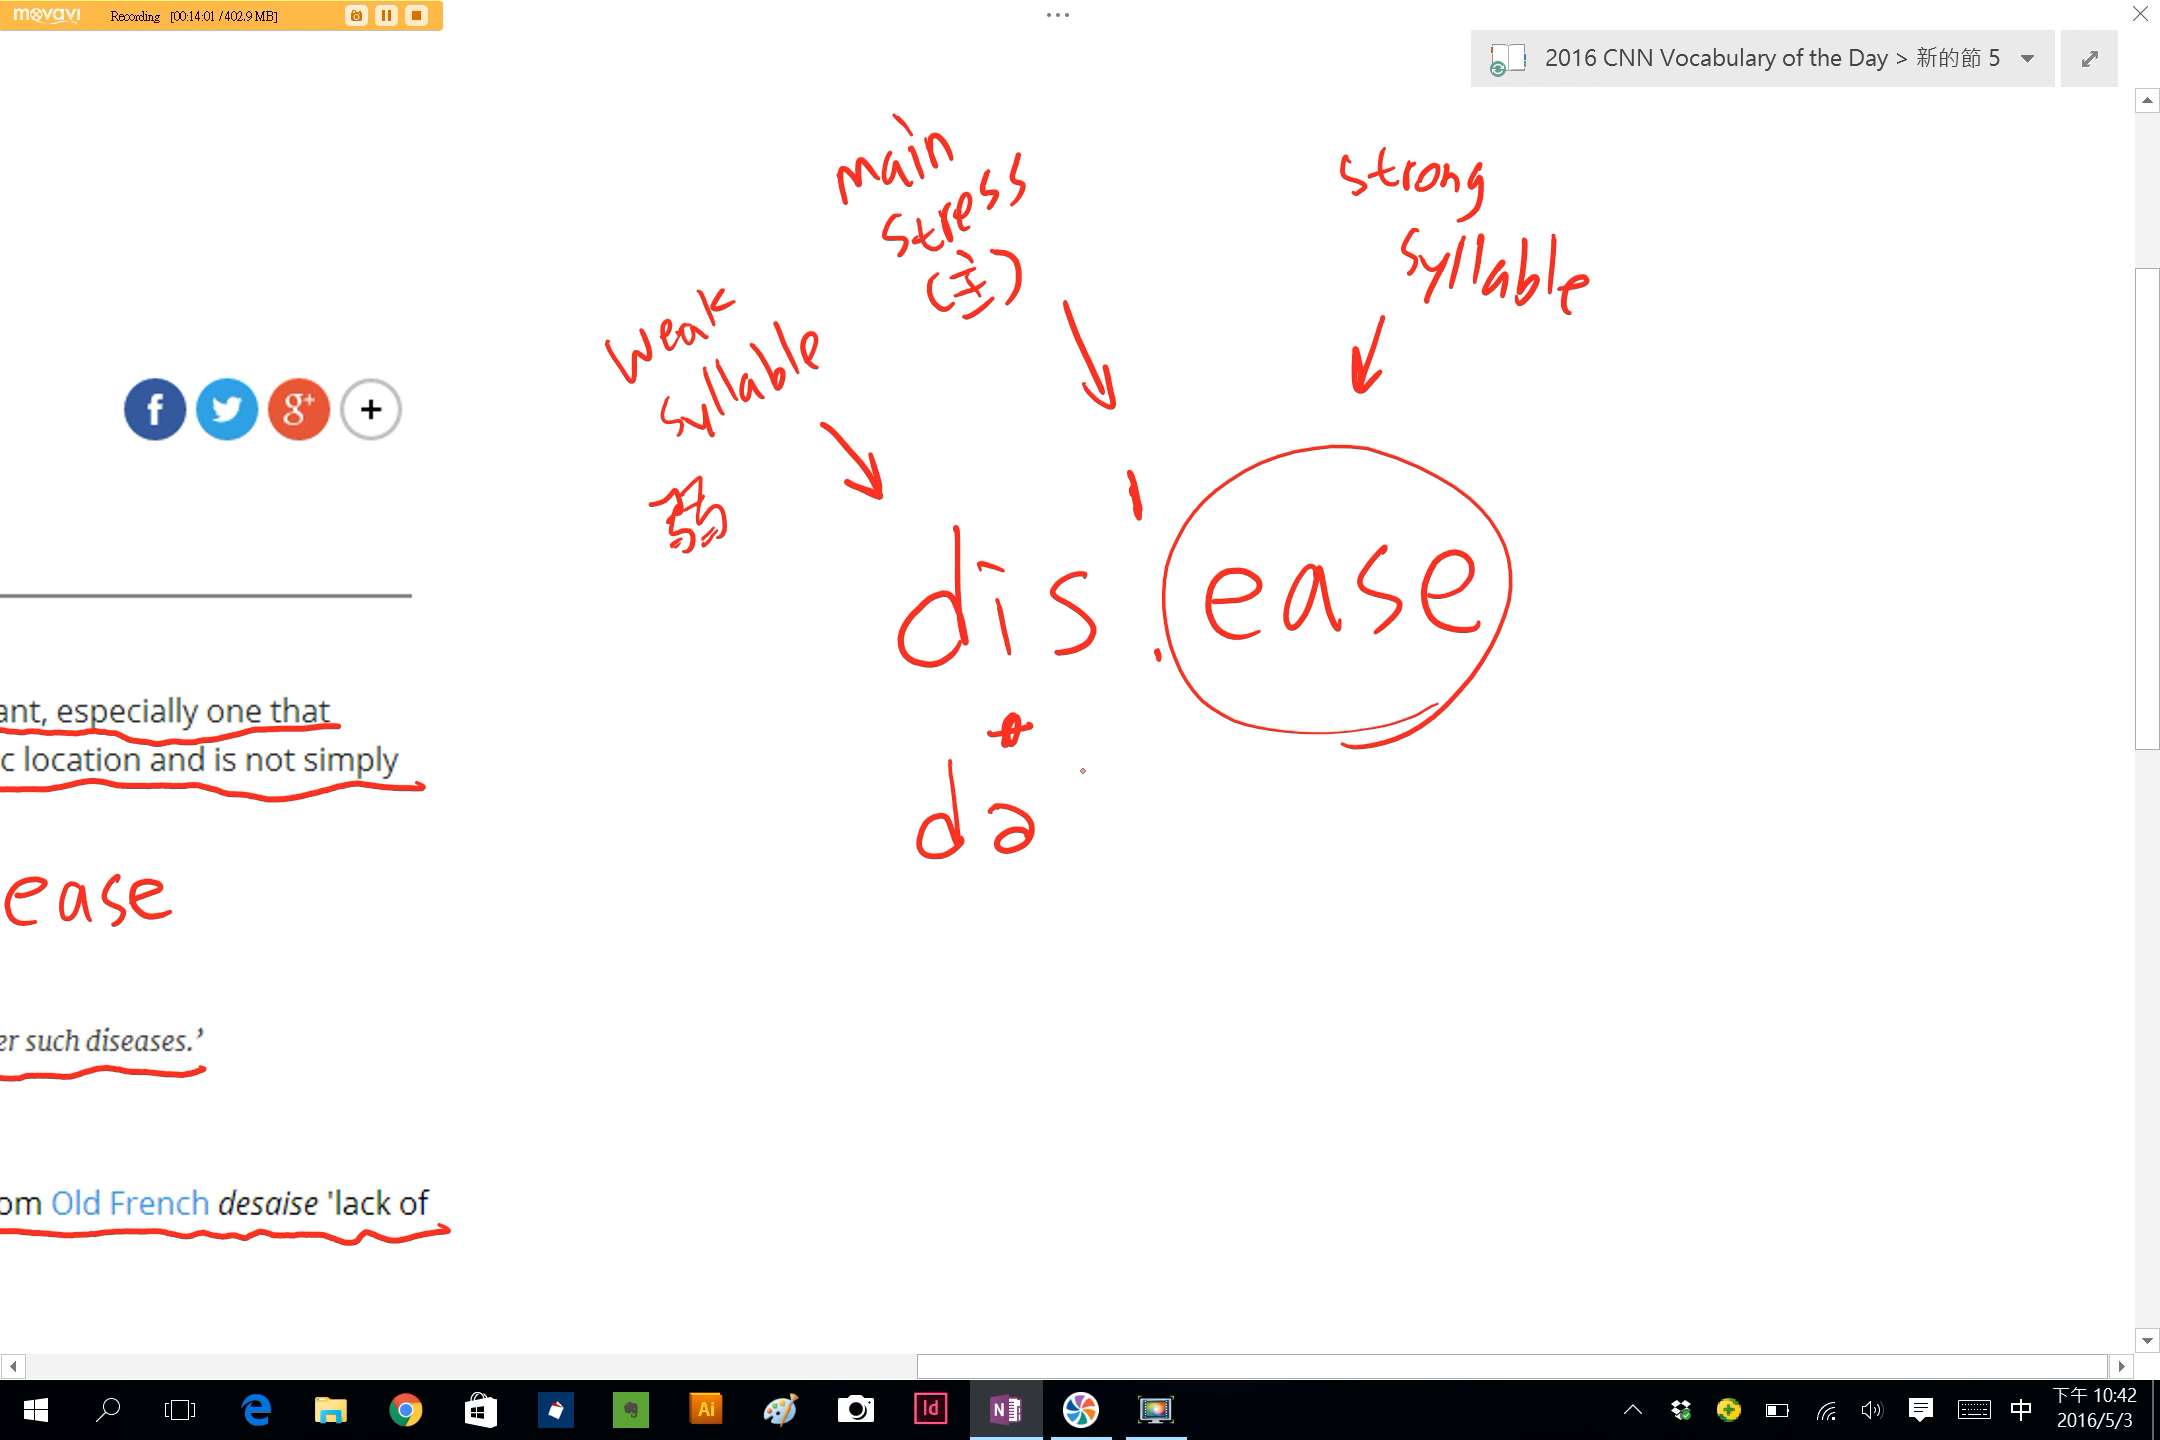 movavi Recording [00:14:01 / 402.9 MB]
2016 CNN Vocabulary of the Day > 新的節 5
main
stress
(主)
strong
syllable
weak
syllable
弱
dis . ease
də
f g+ +
ant, especially one that
c location and is not simply
ease
er such diseases.’
om Old French desaise 'lack of
e Ai Id N 中
下午 10:42
2016/5/3